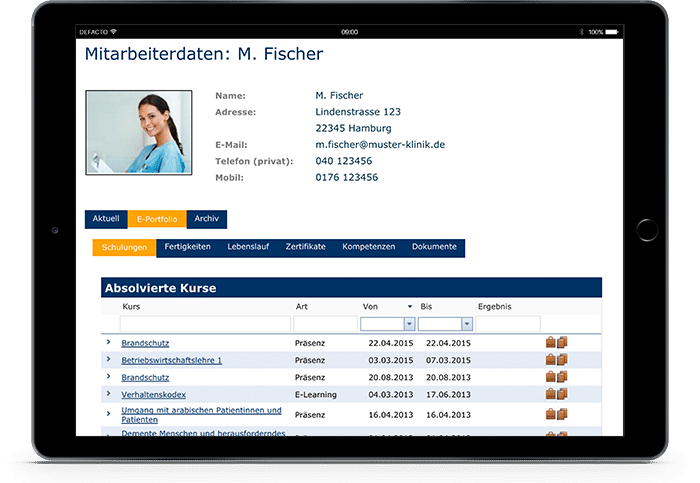 DEFACTO 09:00 100%
Mitarbeiterdaten: M. Fischer
Name: M. Fischer
Adresse: Lindenstrasse 123
22345 Hamburg
E-Mail: m.fischer@muster-klinik.de
Telefon (privat): 040 123456
Mobil: 0176 123456
Aktuell E-Portfolio Archiv
Schulungen Fertigkeiten Lebenslauf Zertifikate Kompetenzen Dokumente
Absolvierte Kurse
Kurs Art Von Bis Ergebnis
Brandschutz Präsenz 22.04.2015 22.04.2015
Betriebswirtschaftslehre 1 Präsenz 03.03.2015 07.03.2015
Brandschutz Präsenz 20.08.2013 20.08.2013
Verhaltenskodex E-Learning 04.03.2013 17.06.2013
Umgang mit arabischen Patientinnen und
Patienten Präsenz 16.04.2013 16.04.2013
Demente Menschen und herausforderndes